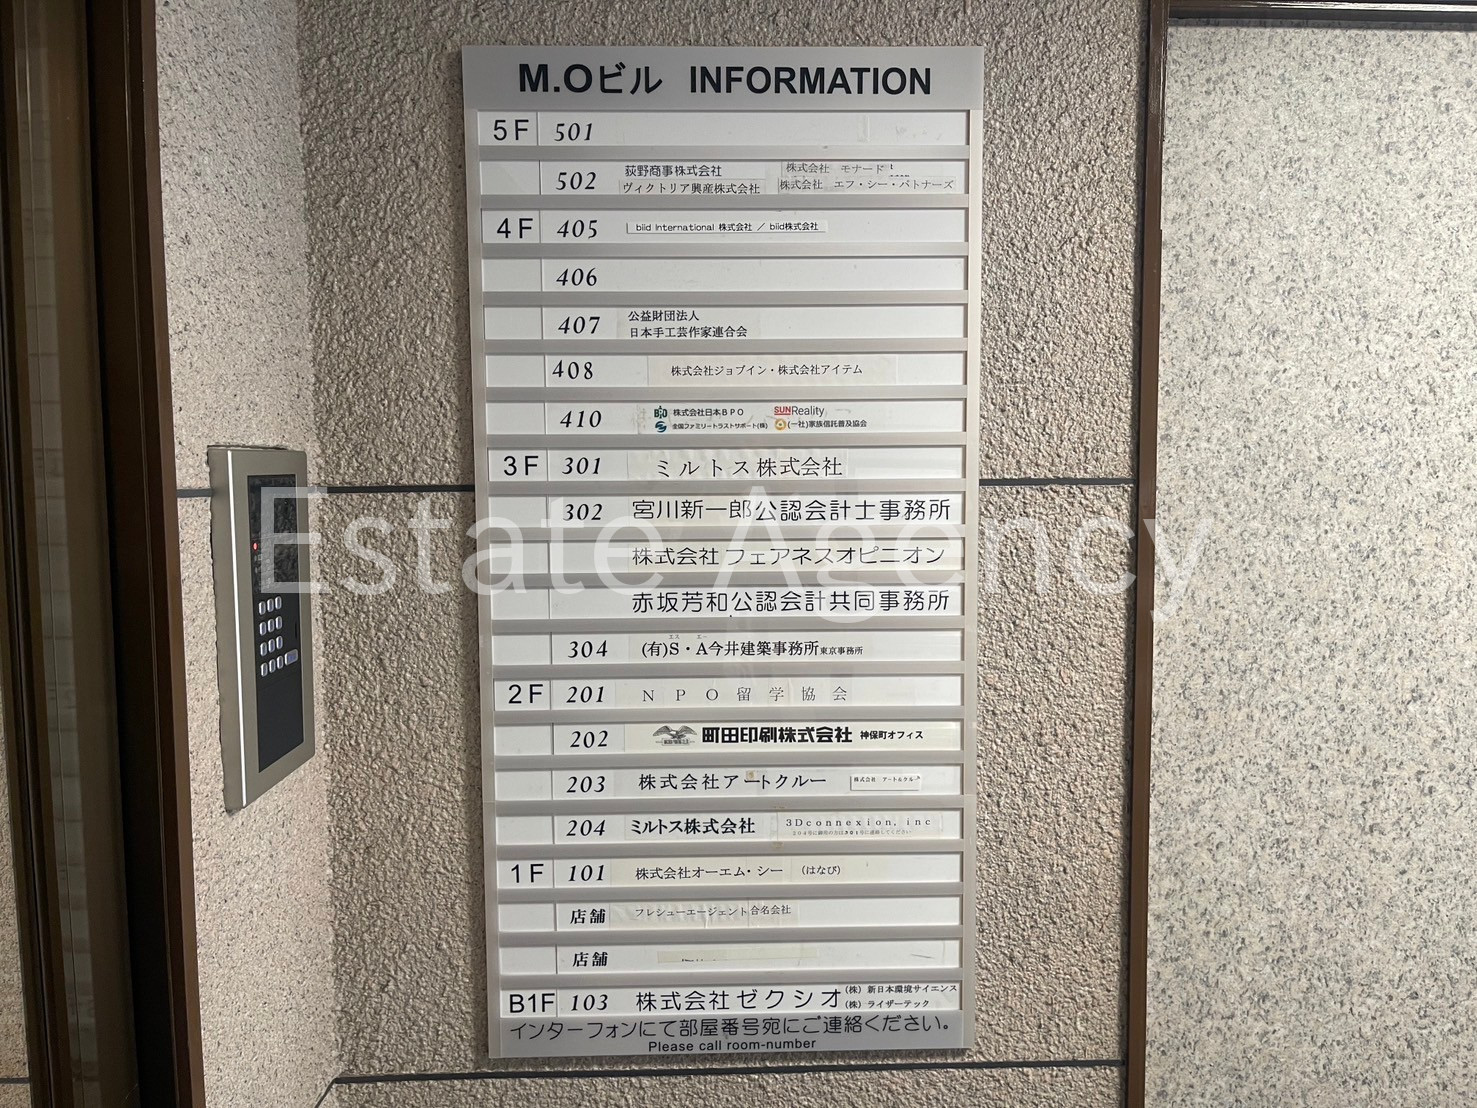 M.Oビル INFORMATION
5F 501
502 荻野商事株式会社 株式会社 モナード
ヴィクトリア興産株式会社 株式会社 エフ・シー・パトナーズ
4F 405 biid International 株式会社 / biid株式会社
406
407 公益財団法人
日本手工芸作家連合会
408 株式会社ジョブイン・株式会社アイテム
410 株式会社日本BPO SUNReality
全国ファミリートラストサポート(株) (一社)家族信託普及協会
3F 301 ミルトス株式会社
302 宮川新一郎公認会計士事務所
株式会社フェアネスオピニオン
Estate Agency
赤坂芳和公認会計共同事務所
エス エー
304 (有)S・A今井建築事務所東京事務所
2F 201 NPO留学協会
202 町田印刷株式会社 神保町オフィス
203 株式会社アートクルー 株式会社 アート&クルー
204 ミルトス株式会社 3Dconnexion, inc
1F 101 株式会社オーエム・シー (はなび)
店舗 フレシューエージェント合名会社
店舗
B1F 103 株式会社ゼクシオ (株) 新日本環境サイエンス
(株) ライザーテック
インターフォンにて部屋番号宛にご連絡ください。
Please call room-number